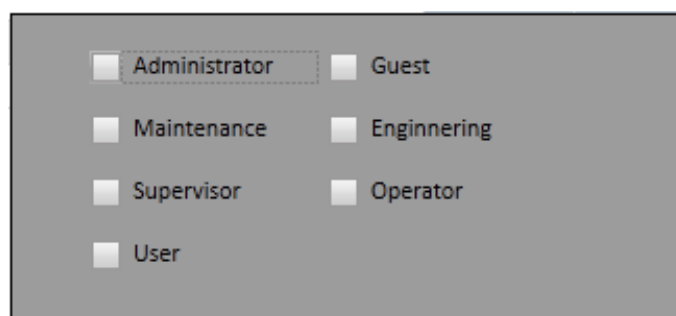 Administrator Guest
Maintenance Enginnering
Supervisor Operator
User